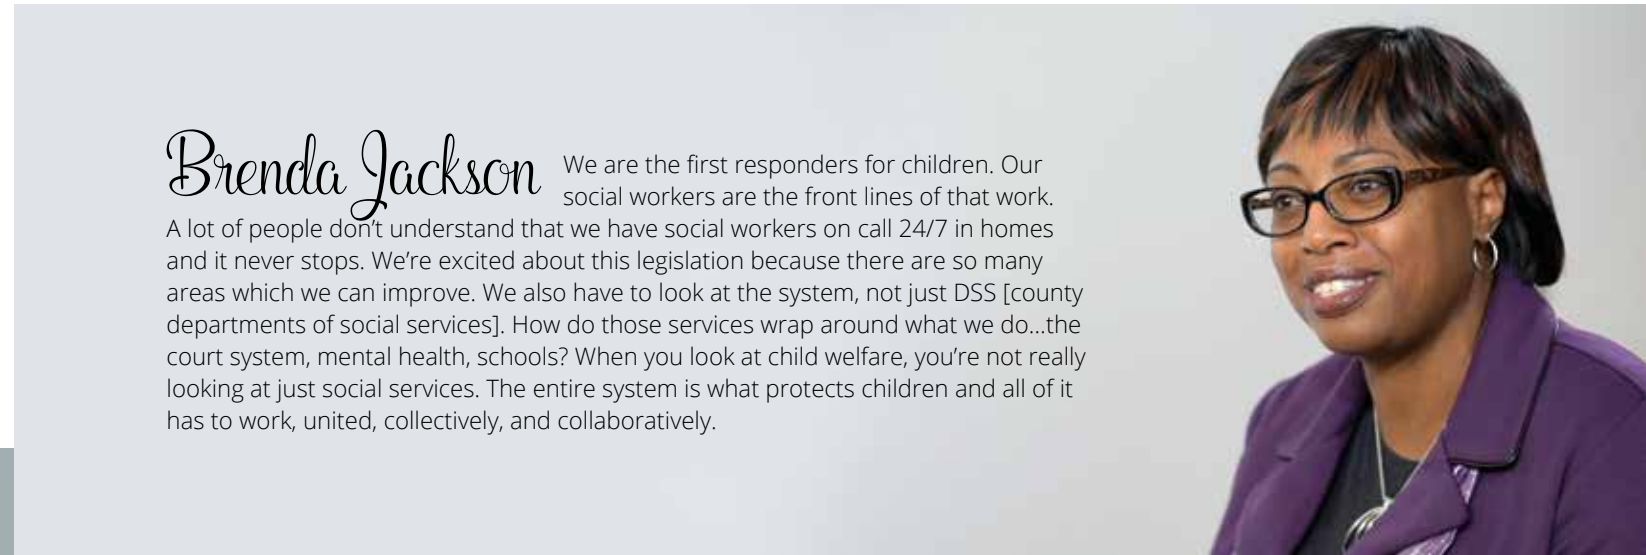 Brenda Jackson We are the first responders for children. Our
social workers are the front lines of that work.
A lot of people don’t understand that we have social workers on call 24/7 in homes
and it never stops. We’re excited about this legislation because there are so many
areas which we can improve. We also have to look at the system, not just DSS [county
departments of social services]. How do those services wrap around what we do...the
court system, mental health, schools? When you look at child welfare, you’re not really
looking at just social services. The entire system is what protects children and all of it
has to work, united, collectively, and collaboratively.